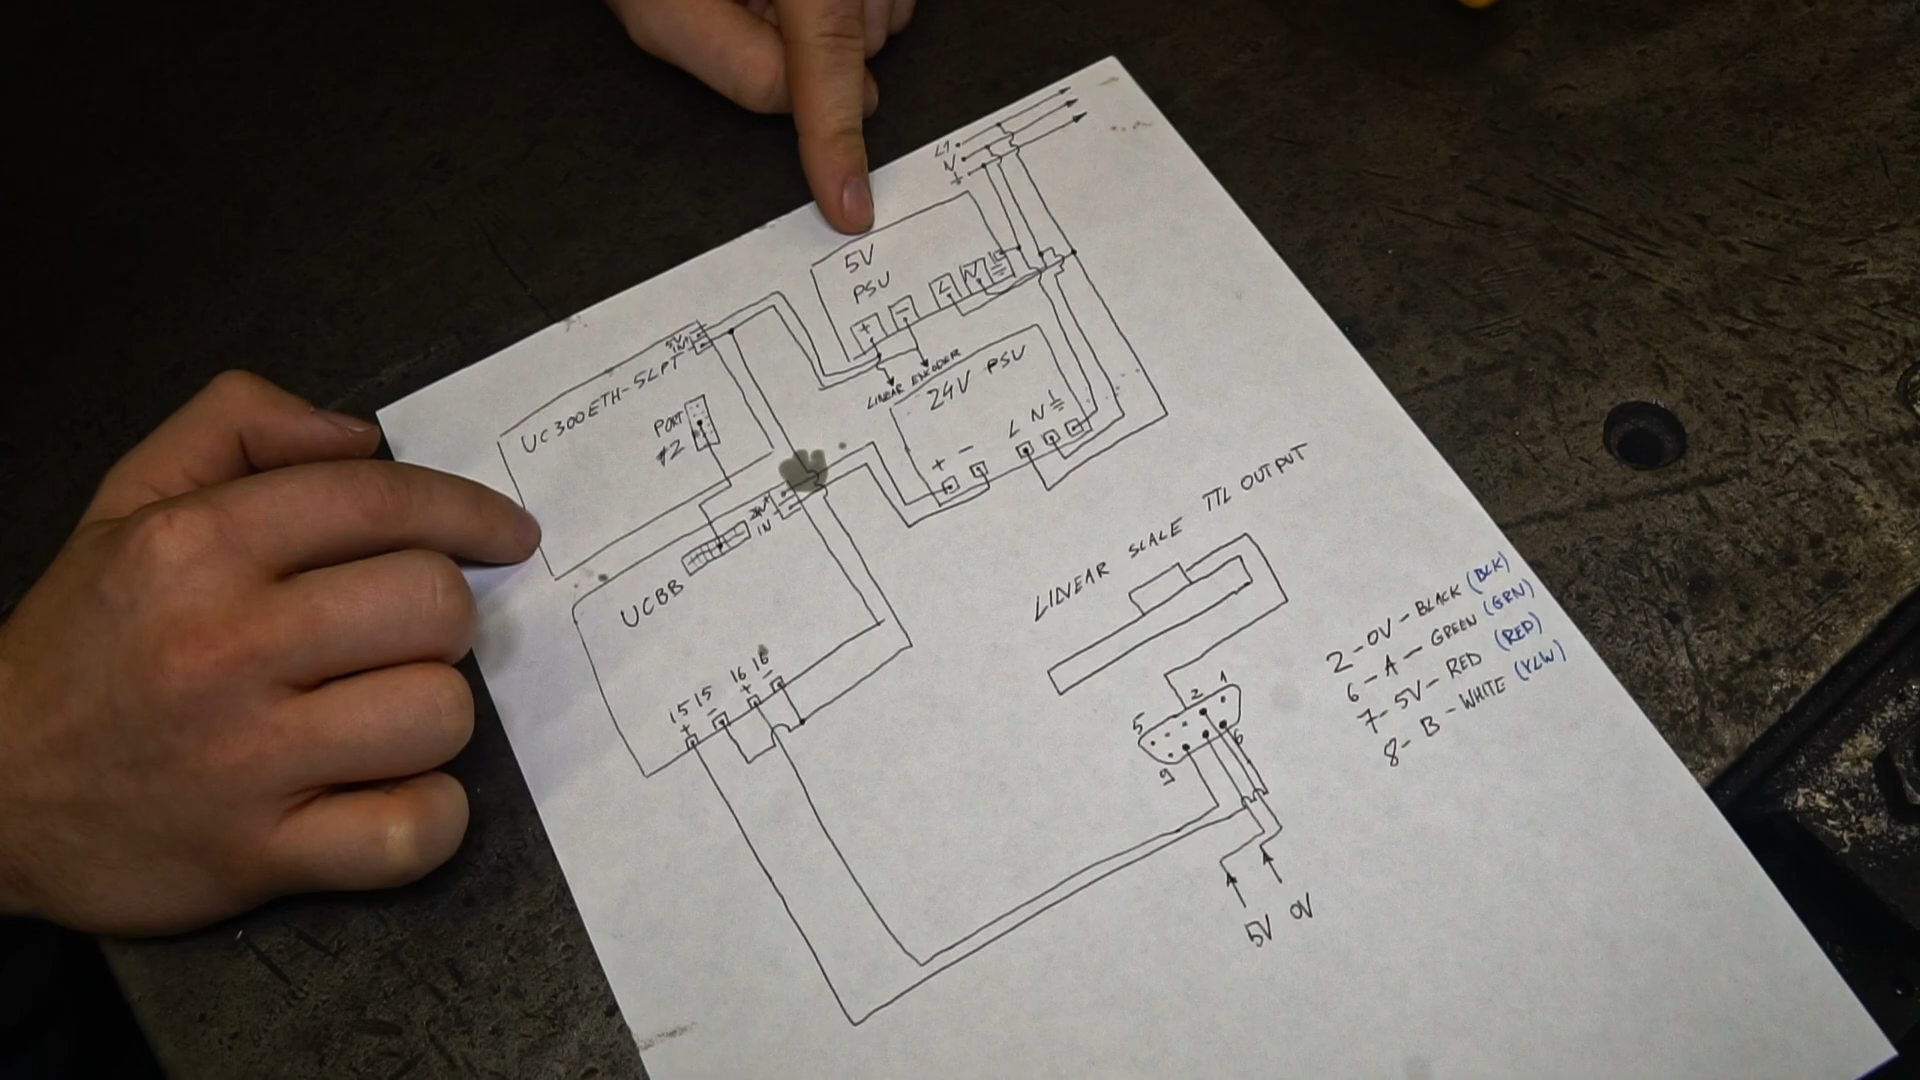 L1
N
5V
PSU
+ - L N
5V
IN
UC300ETH-5LPT
LINEAR ENCODER
24V PSU
+ - L N
PORT
#2
IN
UCBB
15 15 16 16
+ - + -
LINEAR SCALE TTL OUTPUT
5 2 1
9 6
5V 0V
2-0V-BLACK (BLK)
6-A-GREEN (GRN)
7-5V-RED (RED)
8-B-WHITE (YLW)